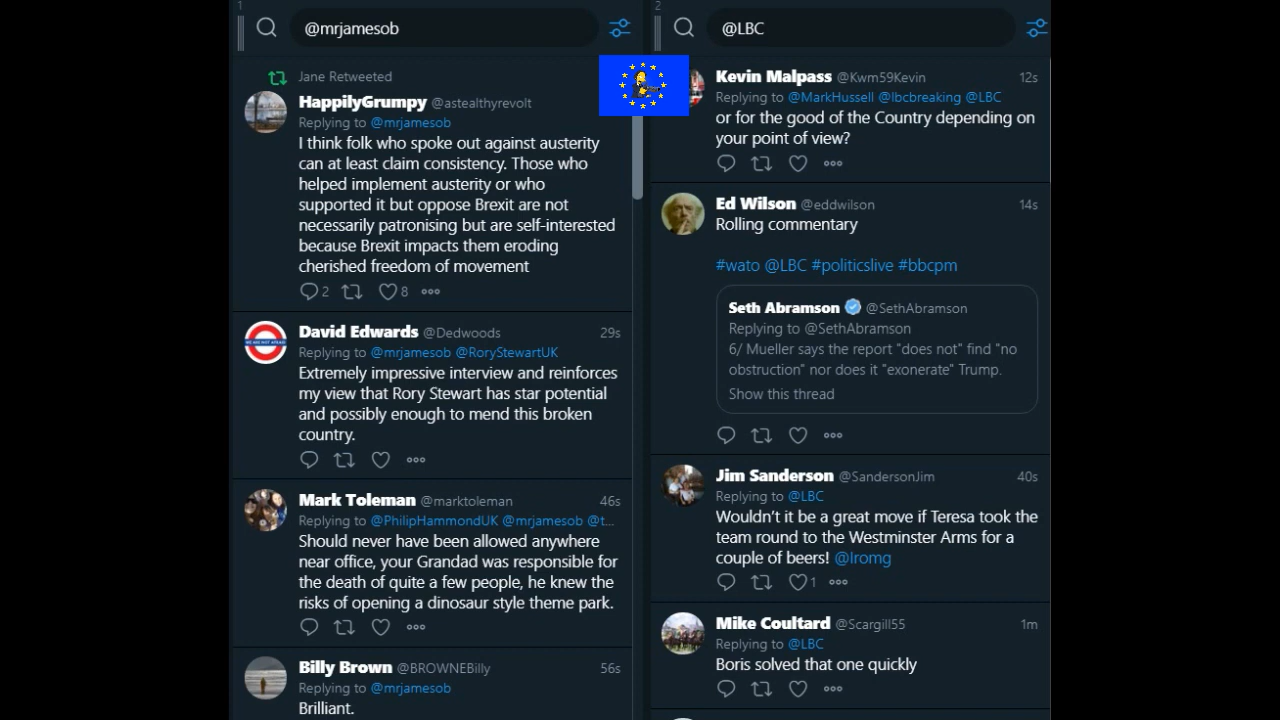 1
@mrjamesob
Jane Retweeted
HappilyGrumpy @astealthyrevolt
Replying to @mrjamesob
I think folk who spoke out against austerity
can at least claim consistency. Those who
helped implement austerity or who
supported it but oppose Brexit are not
necessarily patronising but are self-interested
because Brexit impacts them eroding
cherished freedom of movement
2 8
David Edwards @Dedwoods 29s
Replying to @mrjamesob @RoryStewartUK
Extremely impressive interview and reinforces
my view that Rory Stewart has star potential
and possibly enough to mend this broken
country.
Mark Toleman @marktoleman 46s
Replying to @PhilipHammondUK @mrjamesob @t...
Should never have been allowed anywhere
near office, your Grandad was responsible for
the death of quite a few people, he knew the
risks of opening a dinosaur style theme park.
Billy Brown @BROWNEBilly 56s
Replying to @mrjamesob
Brilliant.
2
@LBC
Kevin Malpass @Kwm59Kevin 12s
Replying to @MarkHussell @lbcbreaking @LBC
or for the good of the Country depending on
your point of view?
Ed Wilson @eddwilson 14s
Rolling commentary
#wato @LBC #politicslive #bbcpm
Seth Abramson @SethAbramson
Replying to @SethAbramson
6/ Mueller says the report "does not" find "no
obstruction" nor does it "exonerate" Trump.
Show this thread
Jim Sanderson @SandersonJim 40s
Replying to @LBC
Wouldn't it be a great move if Teresa took the
team round to the Westminster Arms for a
couple of beers! @Iromg
1
Mike Coultard @Scargill55 1m
Replying to @LBC
Boris solved that one quickly